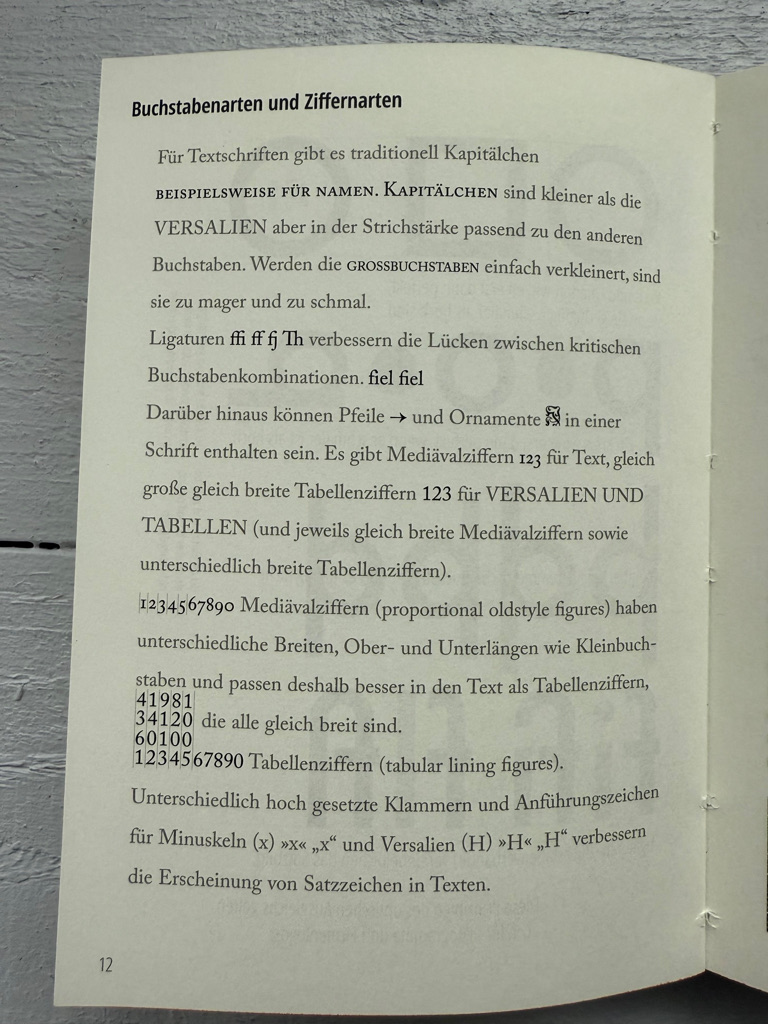 Buchstabenarten und Ziffernarten
Für Textschriften gibt es traditionell Kapitälchen
BEISPIELSWEISE FÜR NAMEN. KAPITÄLCHEN sind kleiner als die
VERSALIEN aber in der Strichstärke passend zu den anderen
Buchstaben. Werden die GROSSBUCHSTABEN einfach verkleinert, sind
sie zu mager und zu schmal.
Ligaturen ffi ff fj Th verbessern die Lücken zwischen kritischen
Buchstabenkombinationen. fiel fiel
Darüber hinaus können Pfeile → und Ornamente in einer
Schrift enthalten sein. Es gibt Mediävalziffern 123 für Text, gleich
große gleich breite Tabellenziffern 123 für VERSALIEN UND
TABELLEN (und jeweils gleich breite Mediävalziffern sowie
unterschiedlich breite Tabellenziffern).
1234567890 Mediävalziffern (proportional oldstyle figures) haben
unterschiedliche Breiten, Ober- und Unterlängen wie Kleinbuch-
staben und passen deshalb besser in den Text als Tabellenziffern,
41981
34120 die alle gleich breit sind.
60100
1234567890 Tabellenziffern (tabular lining figures).
Unterschiedlich hoch gesetzte Klammern und Anführungszeichen
für Minuskeln (x) »x« „x“ und Versalien (H) »H« „H“ verbessern
die Erscheinung von Satzzeichen in Texten.
12